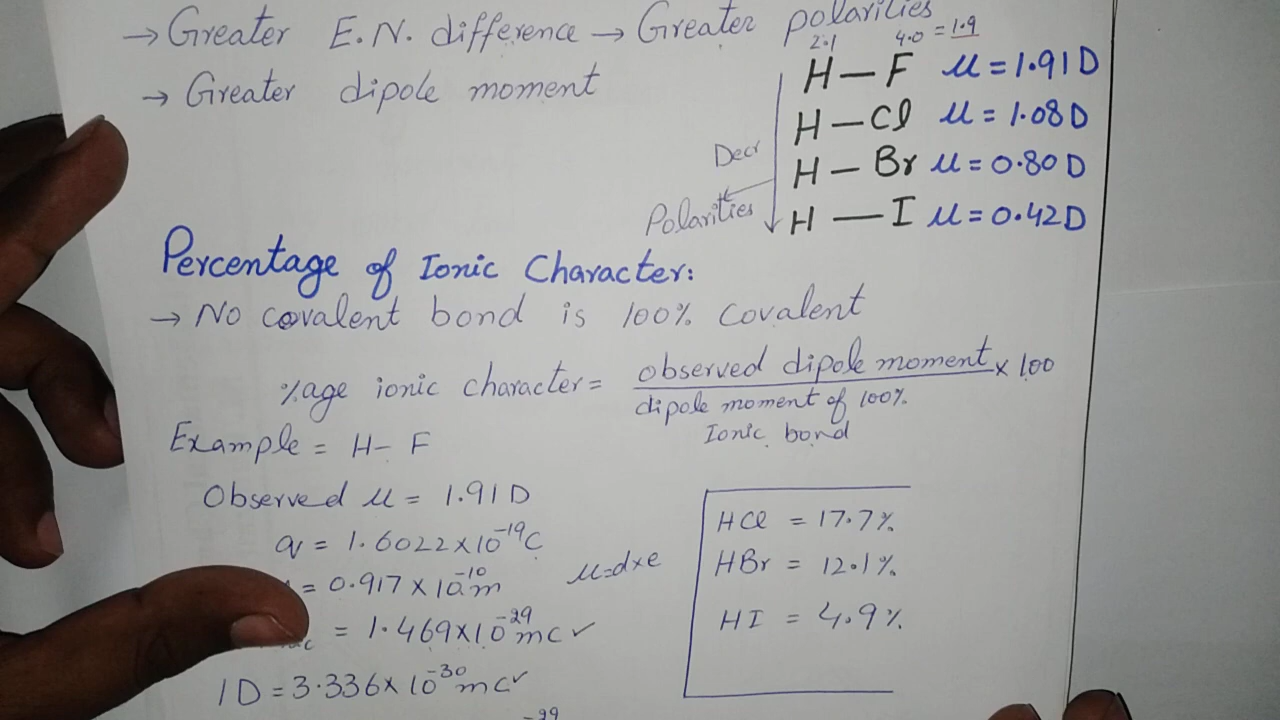 → Greater E.N. difference → Greater polarities
→ Greater dipole moment
2.1 4.0 = 1.9
H — F μ = 1.91 D
H — Cl μ = 1.08 D
H — Br μ = 0.80 D
H — I μ = 0.42 D
Decr
Polarities
Percentage of Ionic Character:
→ No covalent bond is 100% covalent
%age ionic character = observed dipole moment × 100
dipole moment of 100%
Ionic bond
Example = H - F
Observed μ = 1.91 D
q = 1.6022 × 10⁻¹⁹ C
= 0.917 × 10⁻¹⁰ m
μ = d×e
= 1.469 × 10⁻²⁹ mc ✓
1D = 3.336 × 10⁻³⁰ mc ✓
-29
HCl = 17.7%
HBr = 12.1%
HI = 4.9%